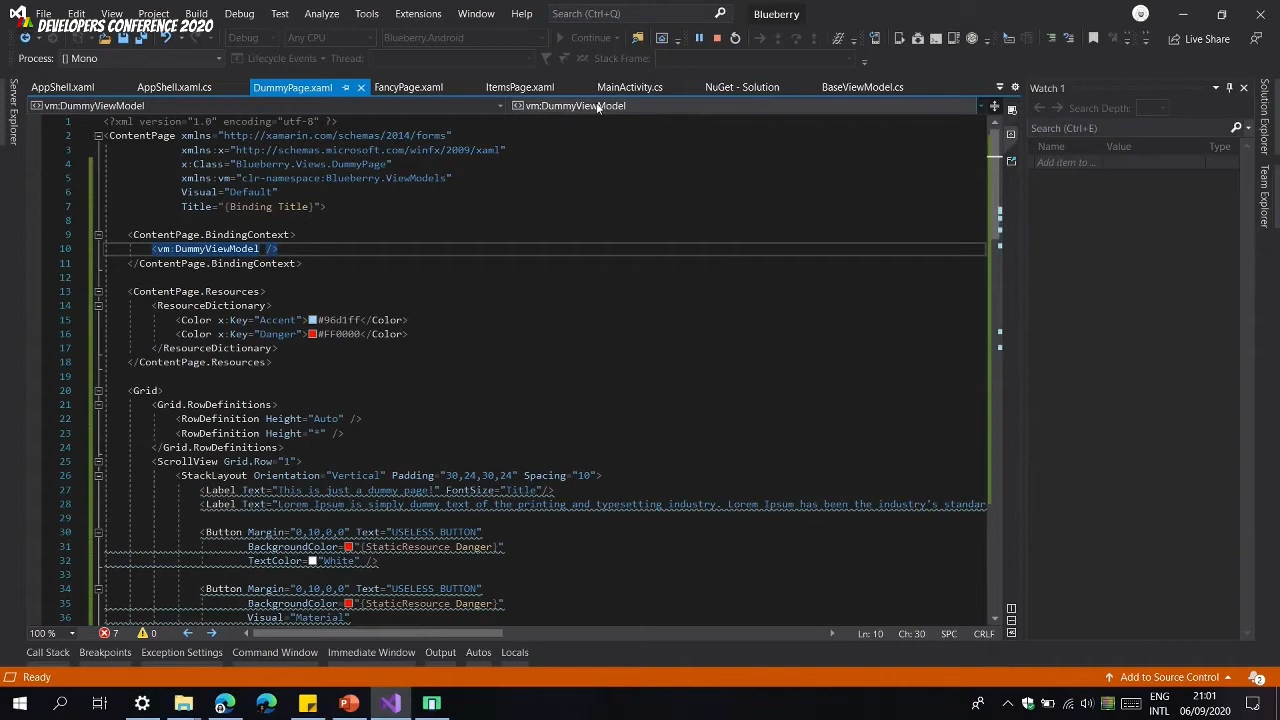 File Edit View Project Build Debug Test Analyze Tools Extensions Window Help Search (Ctrl+Q) Blueberry
DEVELOPERS CONFERENCE 2020
Debug Any CPU Blueberry.Android Continue Live Share
Process: [] Mono Lifecycle Events Thread: Stack Frame:
AppShell.xaml AppShell.xaml.cs DummyPage.xaml FancyPage.xaml ItemsPage.xaml MainActivity.cs NuGet - Solution BaseViewModel.cs
vm:DummyViewModel vm:DummyViewModel
1 <?xml version="1.0" encoding="utf-8" ?>
2 <ContentPage xmlns="http://xamarin.com/schemas/2014/forms"
3 xmlns:x="http://schemas.microsoft.com/winfx/2009/xaml"
4 x:Class="Blueberry.Views.DummyPage"
5 xmlns:vm="clr-namespace:Blueberry.ViewModels"
6 Visual="Default"
7 Title="{Binding Title}">
8
9 <ContentPage.BindingContext>
10 <vm:DummyViewModel />
11 </ContentPage.BindingContext>
12
13 <ContentPage.Resources>
14 <ResourceDictionary>
15 <Color x:Key="Accent">#96d1ff</Color>
16 <Color x:Key="Danger">#FF0000</Color>
17 </ResourceDictionary>
18 </ContentPage.Resources>
19
20 <Grid>
21 <Grid.RowDefinitions>
22 <RowDefinition Height="Auto" />
23 <RowDefinition Height="*" />
24 </Grid.RowDefinitions>
25 <ScrollView Grid.Row="1">
26 <StackLayout Orientation="Vertical" Padding="30,24,30,24" Spacing="10">
27 <Label Text="This is just a dummy page!" FontSize="Title"/>
28 <Label Text="Lorem Ipsum is simply dummy text of the printing and typesetting industry. Lorem Ipsum has been the industry's standar
29
30 <Button Margin="0,10,0,0" Text="USELESS BUTTON"
31 BackgroundColor="{StaticResource Danger}"
32 TextColor="White" />
33
34 <Button Margin="0,10,0,0" Text="USELESS BUTTON"
35 BackgroundColor="{StaticResource Danger}"
36 Visual="Material"
100 % 7 0 Ln: 10 Ch: 30 SPC CRLF
Server Explorer
Watch 1
Search (Ctrl+E) Search Depth:
Name Value Type
Add item to ...
Solution Explorer
Team Explorer
Call Stack Breakpoints Exception Settings Command Window Immediate Window Output Autos Locals
Ready Add to Source Control 2
ENG
INTL
21:01
06/09/2020